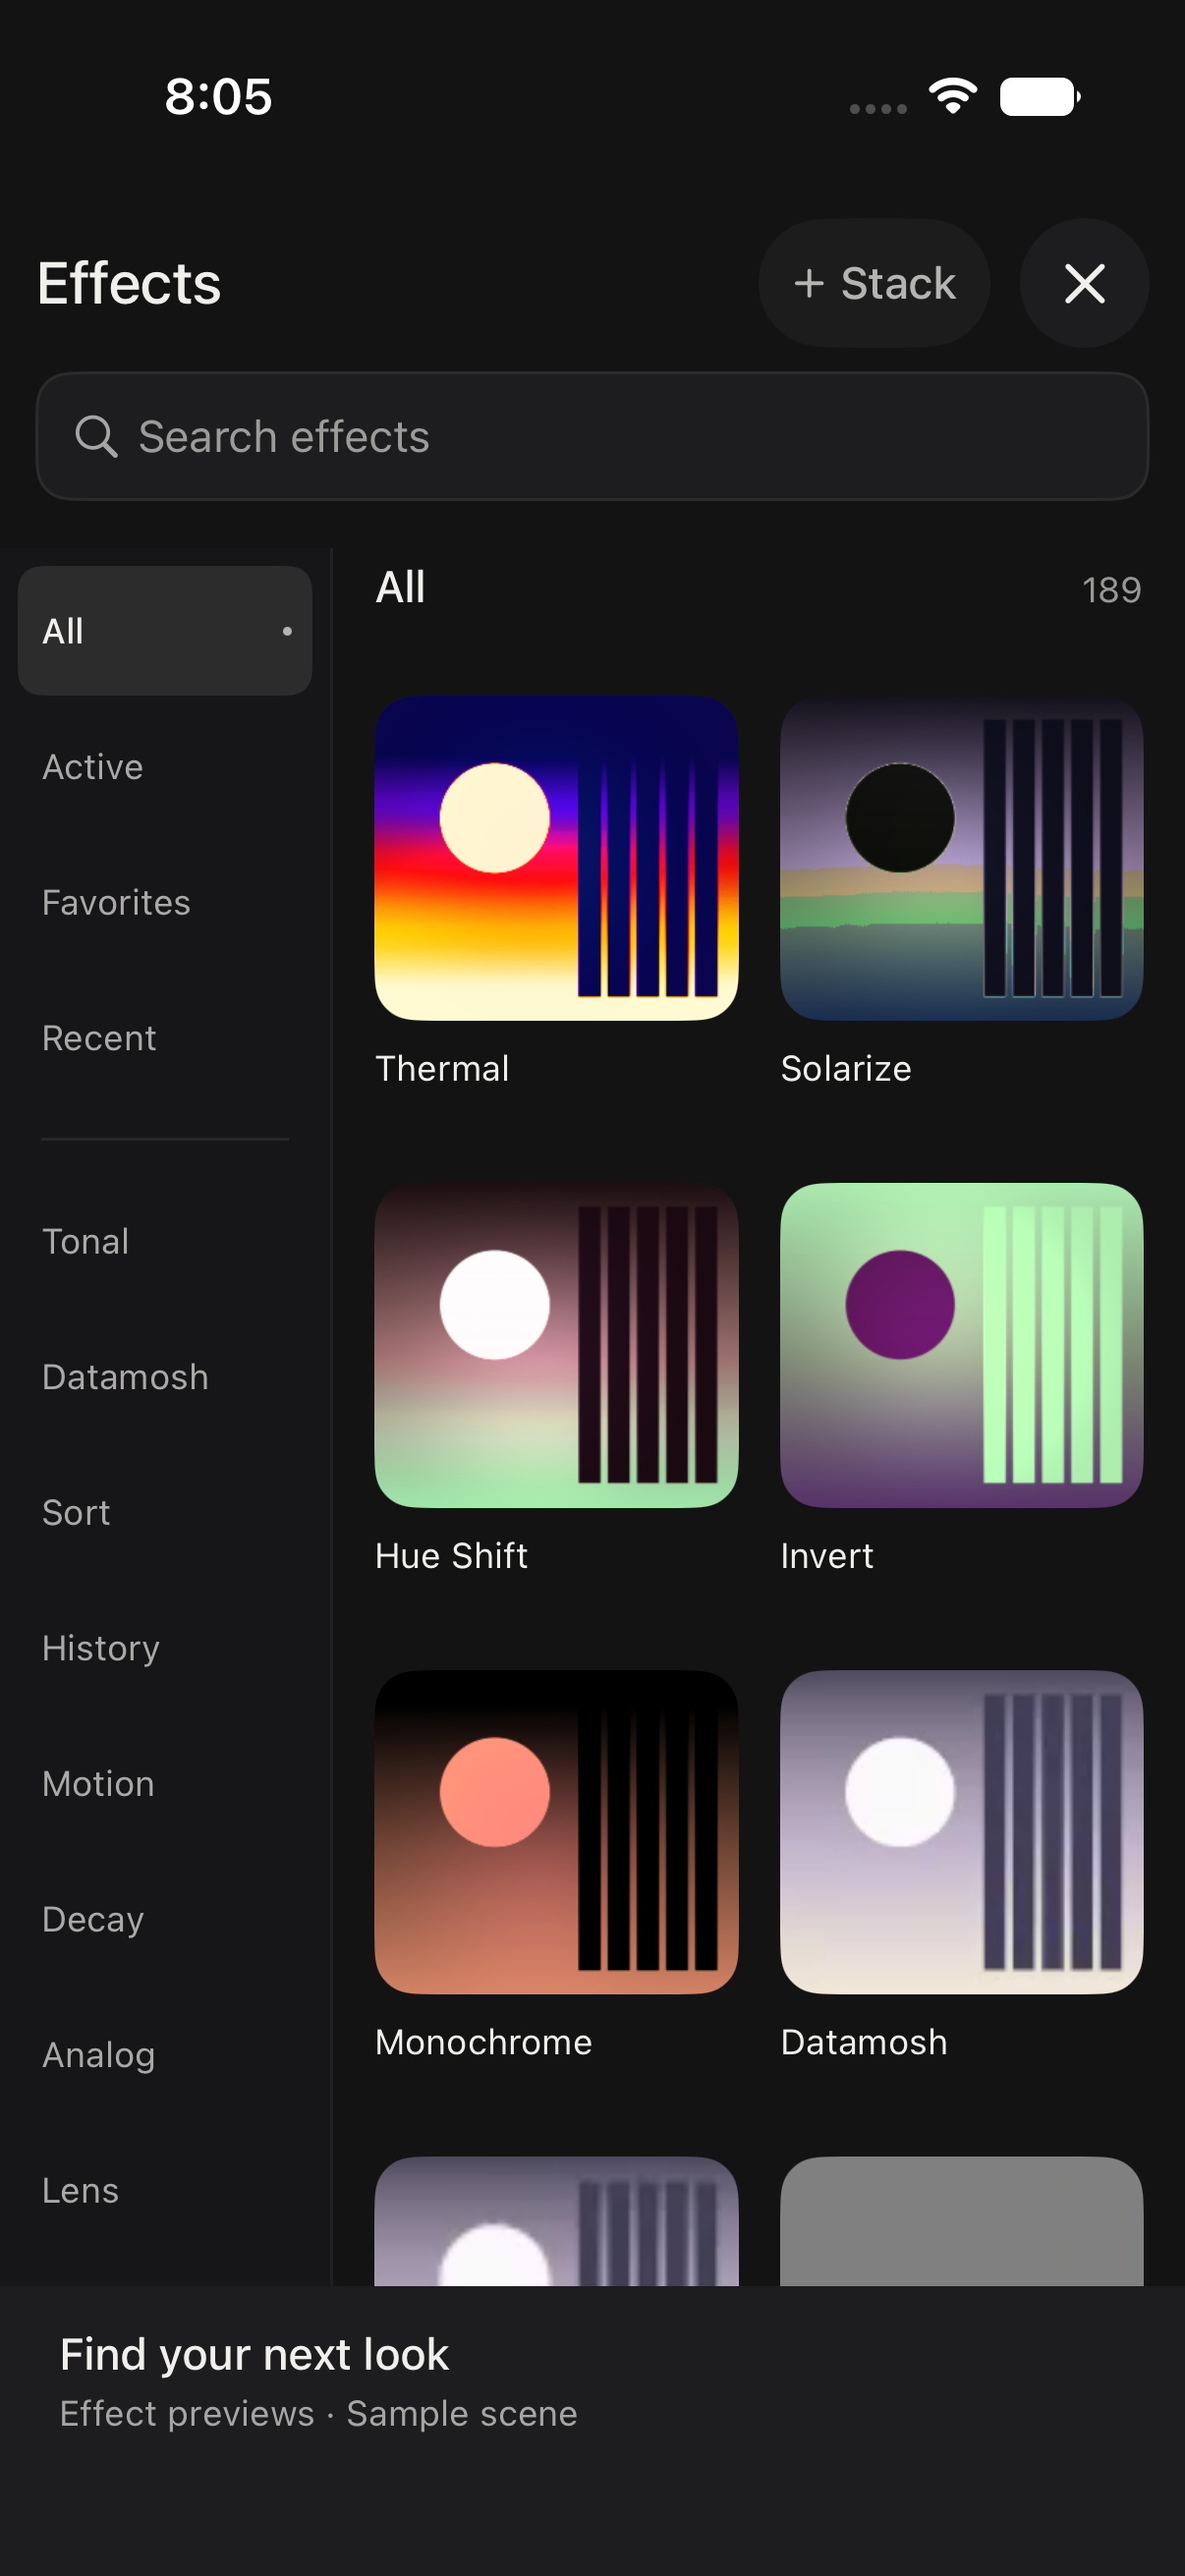 8:05
Effects
+ Stack
Search effects
All
Active
Favorites
Recent
Tonal
Datamosh
Sort
History
Motion
Decay
Analog
Lens
All
189
Thermal
Solarize
Hue Shift
Invert
Monochrome
Datamosh
Find your next look
Effect previews · Sample scene